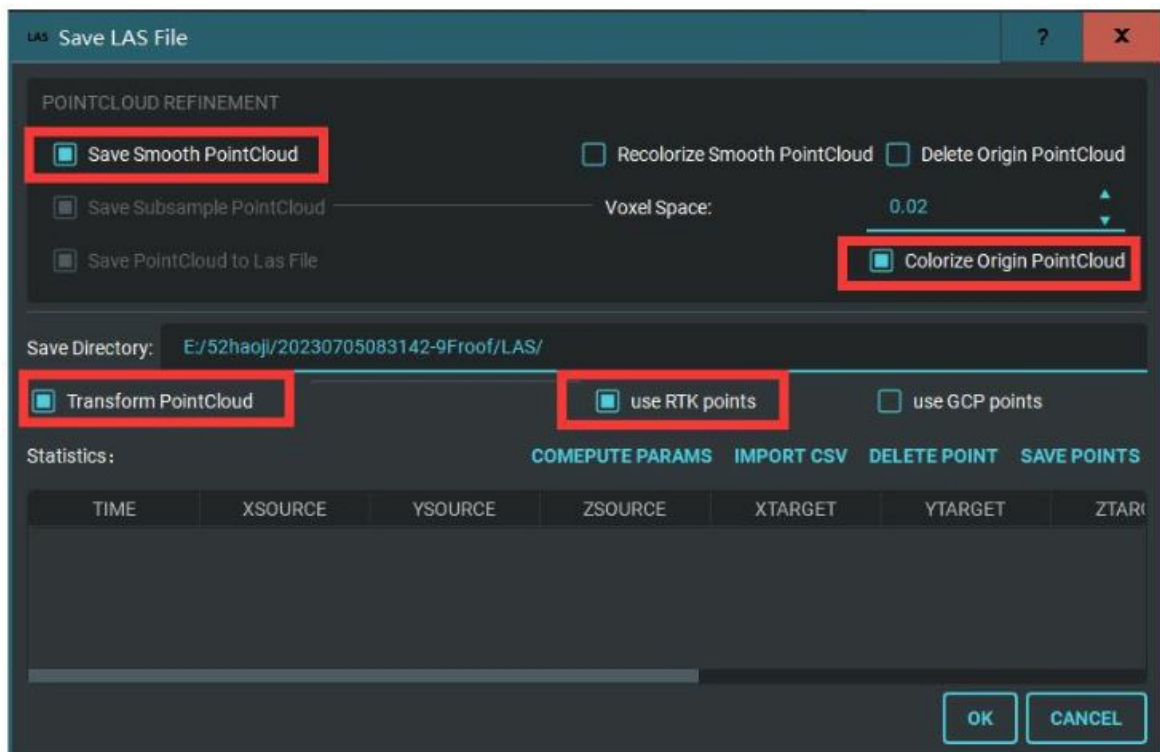 LAS Save LAS File ? X
POINTCLOUD REFINEMENT
Save Smooth PointCloud Recolorize Smooth PointCloud Delete Origin PointCloud
Save Subsample PointCloud Voxel Space: 0.02
Save PointCloud to Las File Colorize Origin PointCloud
Save Directory: E:/52haoji/20230705083142-9Froof/LAS/
Transform PointCloud use RTK points use GCP points
Statistics: COMEPUTE PARAMS IMPORT CSV DELETE POINT SAVE POINTS
TIME XSOURCE YSOURCE ZSOURCE XTARGET YTARGET ZTAR
OK CANCEL